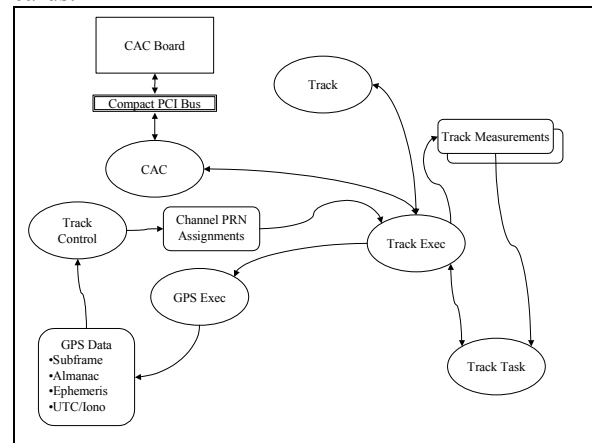 CAC Board
Compact PCI Bus
Track
Track Measurements
CAC
Track
Control
Channel PRN
Assignments
Track Exec
GPS Exec
GPS Data
•Subframe
•Almanac
•Ephemeris
•UTC/Iono
Track Task